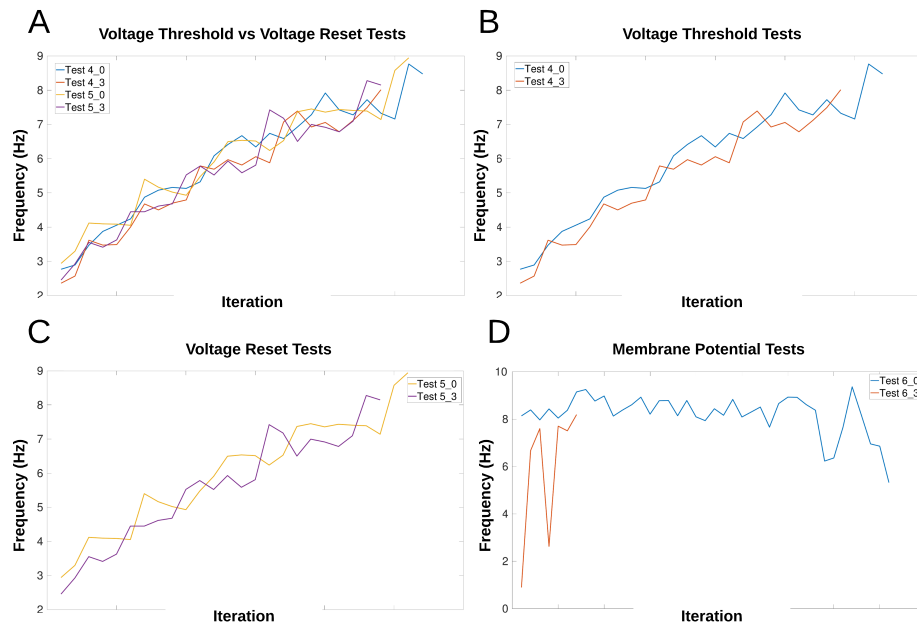 A
Voltage Threshold vs Voltage Reset Tests
9
8
7
6
5
4
3
2
Frequency (Hz)
Test 4_0
Test 4_3
Test 5_0
Test 5_3
Iteration
B
Voltage Threshold Tests
9
8
7
6
5
4
3
2
Frequency (Hz)
Test 4_0
Test 4_3
Iteration
C
Voltage Reset Tests
9
8
7
6
5
4
3
2
Frequency (Hz)
Test 5_0
Test 5_3
Iteration
D
Membrane Potential Tests
10
8
6
4
2
0
Frequency (Hz)
Test 6_0
Test 6_3
Iteration